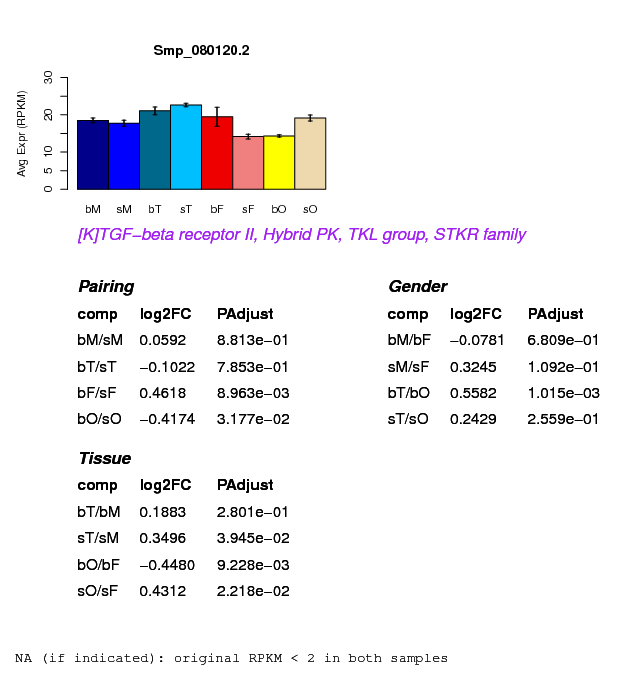 Smp_080120.2
Avg Expr (RPKM)
0 5 10 20 30
bM sM bT sT bF sF bO sO
[K]TGF−beta receptor II, Hybrid PK, TKL group, STKR family
Pairing
comp log2FC PAdjust
bM/sM 0.0592 8.813e−01
bT/sT −0.1022 7.853e−01
bF/sF 0.4618 8.963e−03
bO/sO −0.4174 3.177e−02
Gender
comp log2FC PAdjust
bM/bF −0.0781 6.809e−01
sM/sF 0.3245 1.092e−01
bT/bO 0.5582 1.015e−03
sT/sO 0.2429 2.559e−01
Tissue
comp log2FC PAdjust
bT/bM 0.1883 2.801e−01
sT/sM 0.3496 3.945e−02
bO/bF −0.4480 9.228e−03
sO/sF 0.4312 2.218e−02
NA (if indicated): original RPKM < 2 in both samples